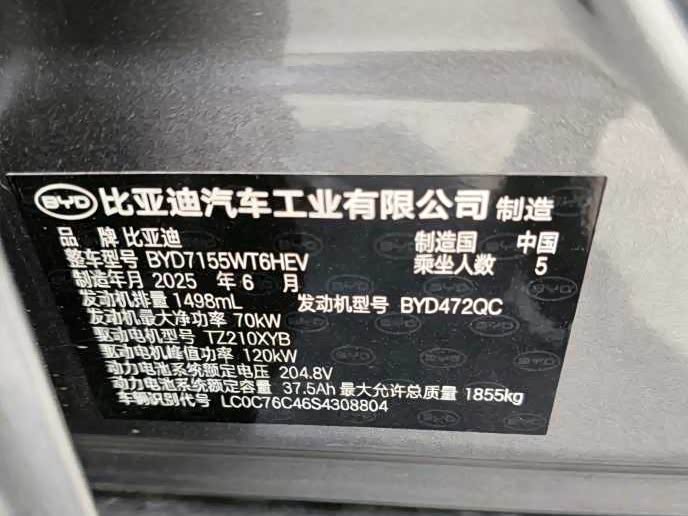 BYD 比亚迪汽车工业有限公司 制造
品 牌 比亚迪 制造国 中国
整车型号 BYD7155WT6HEV 乘坐人数 5
制造年月 2025 年 6 月
发动机排量 1498mL 发动机型号 BYD472QC
发动机最大净功率 70kW
驱动电机型号 TZ210XYB
驱动电机峰值功率 120kW
动力电池系统额定电压 204.8V
动力电池系统额定容量 37.5Ah 最大允许总质量 1855kg
车辆识别代号 LC0C76C46S4308804